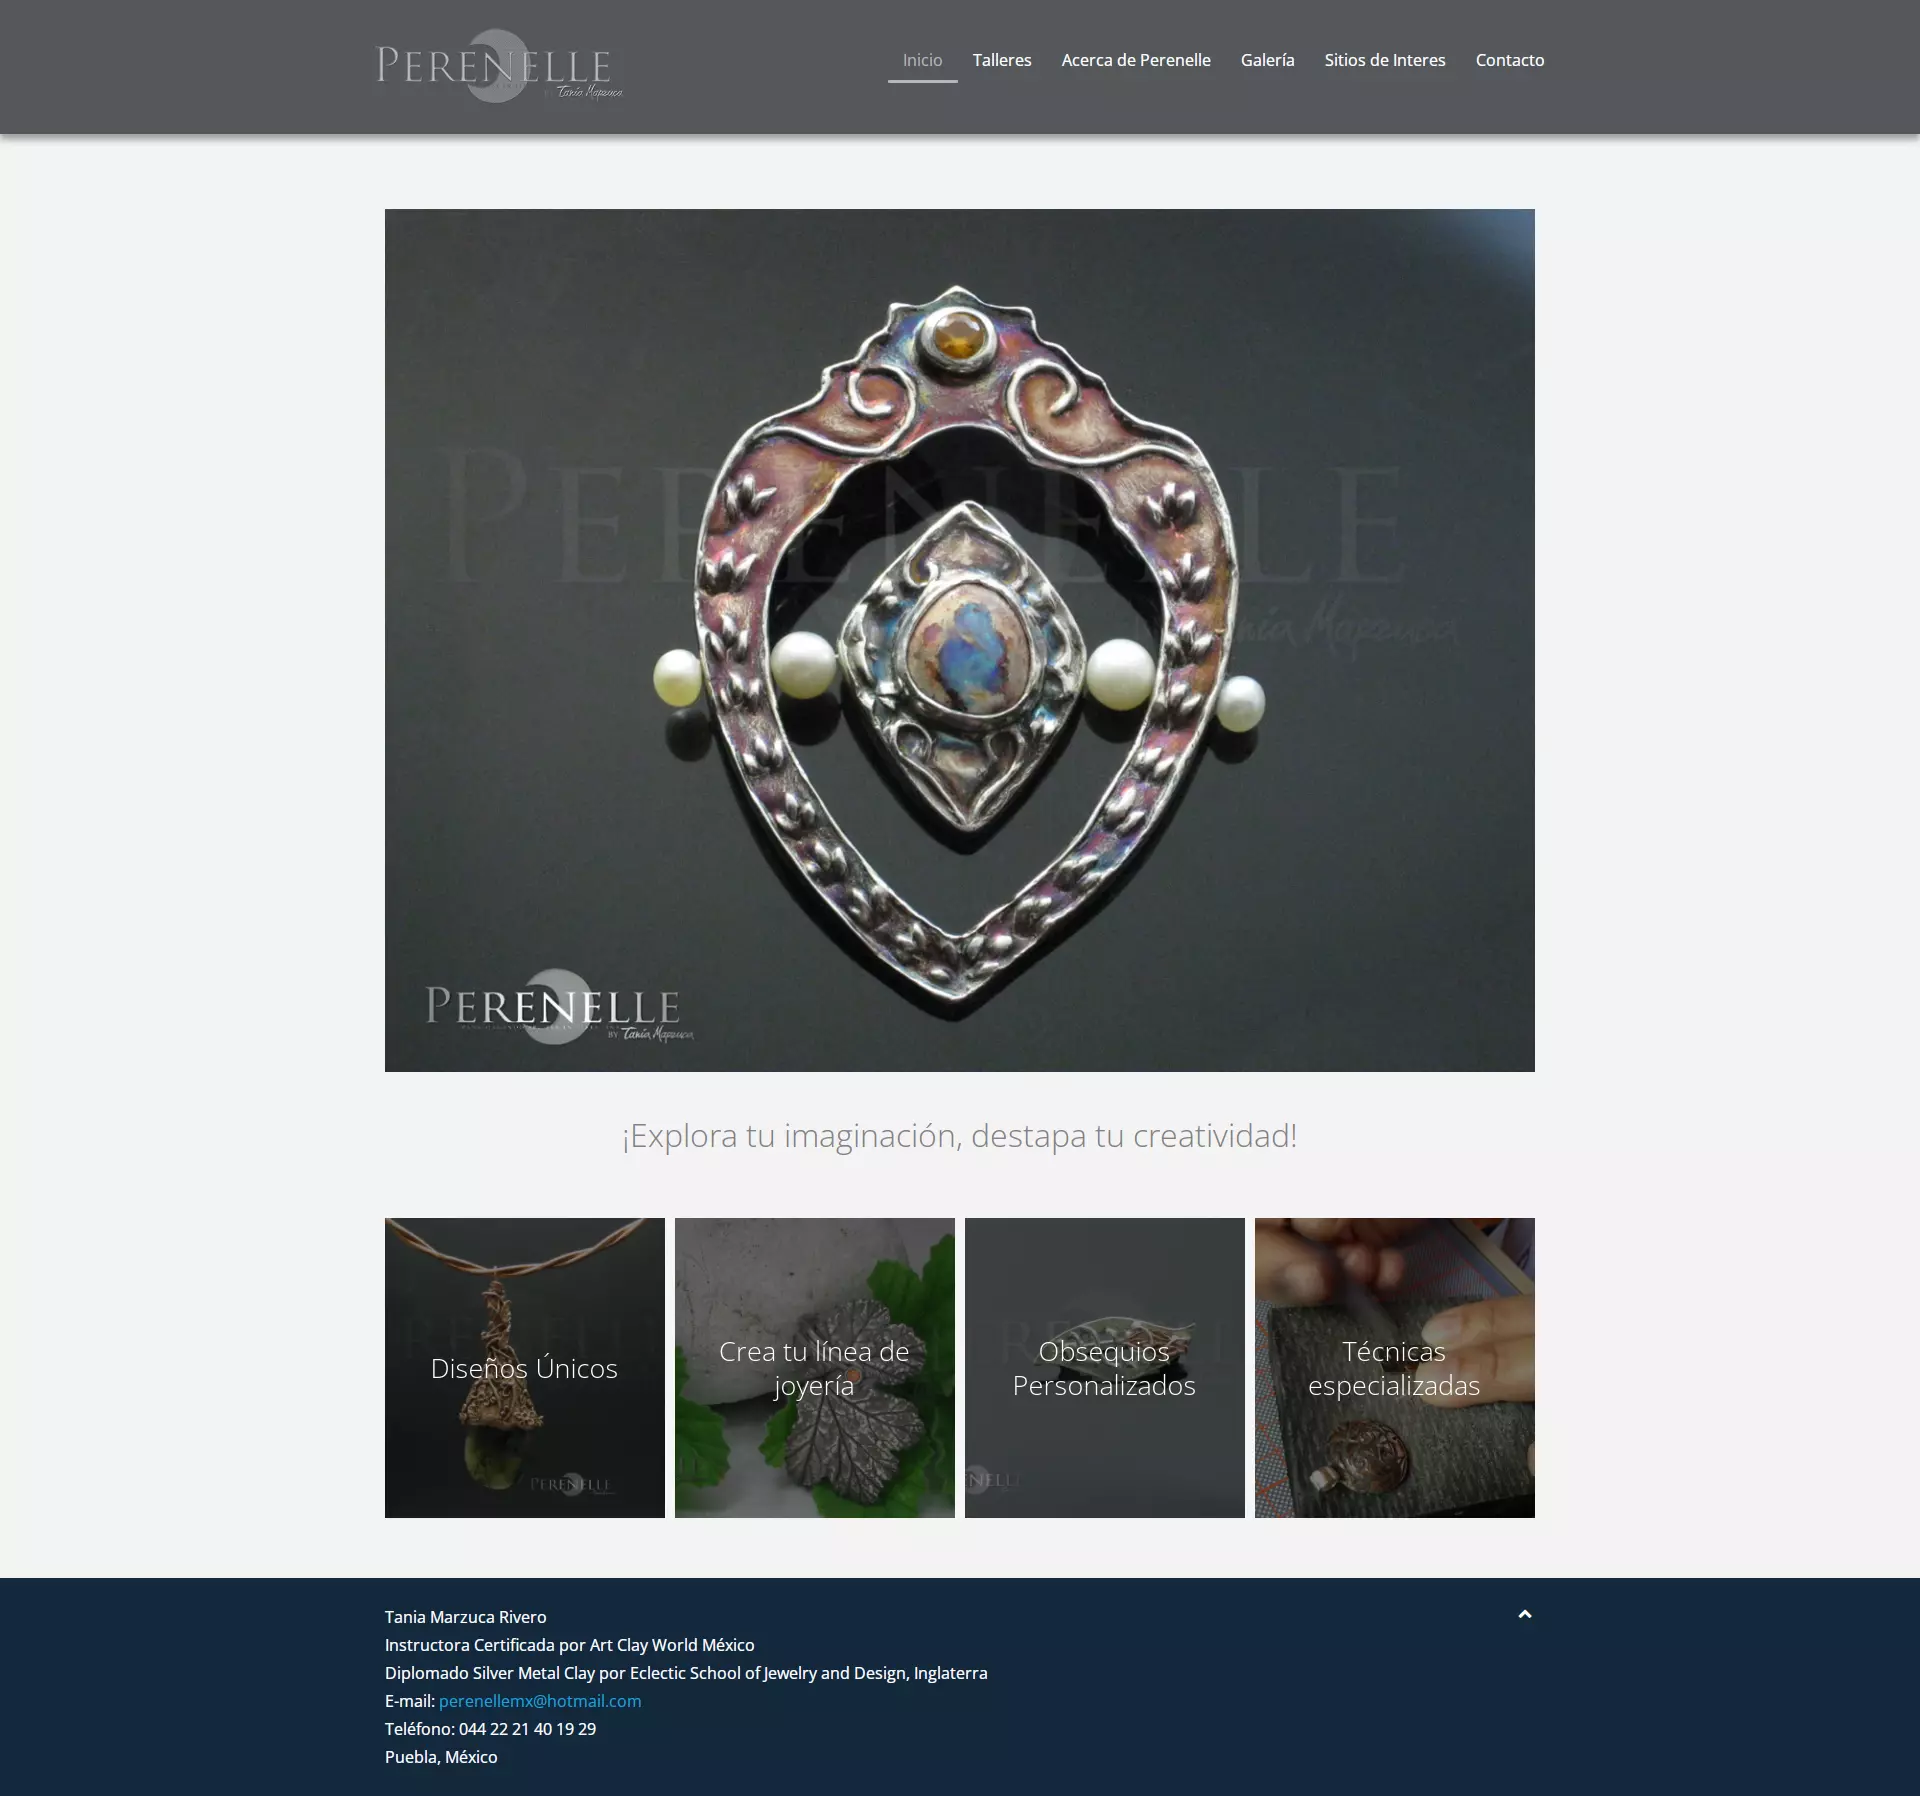 PERENELLE
Tania Marzuca
Inicio
Talleres
Acerca de Perenelle
Galería
Sitios de Interes
Contacto
PERENELLE
Tania Marzuca
PERENELLE
BY Tania Marzuca
¡Explora tu imaginación, destapa tu creatividad!
Diseños Únicos
PERENELLE
Crea tu línea de
joyería
Obsequios
Personalizados
Técnicas
especializadas
Tania Marzuca Rivero
Instructora Certificada por Art Clay World México
Diplomado Silver Metal Clay por Eclectic School of Jewelry and Design, Inglaterra
E-mail: perenellemx@hotmail.com
Teléfono: 044 22 21 40 19 29
Puebla, México